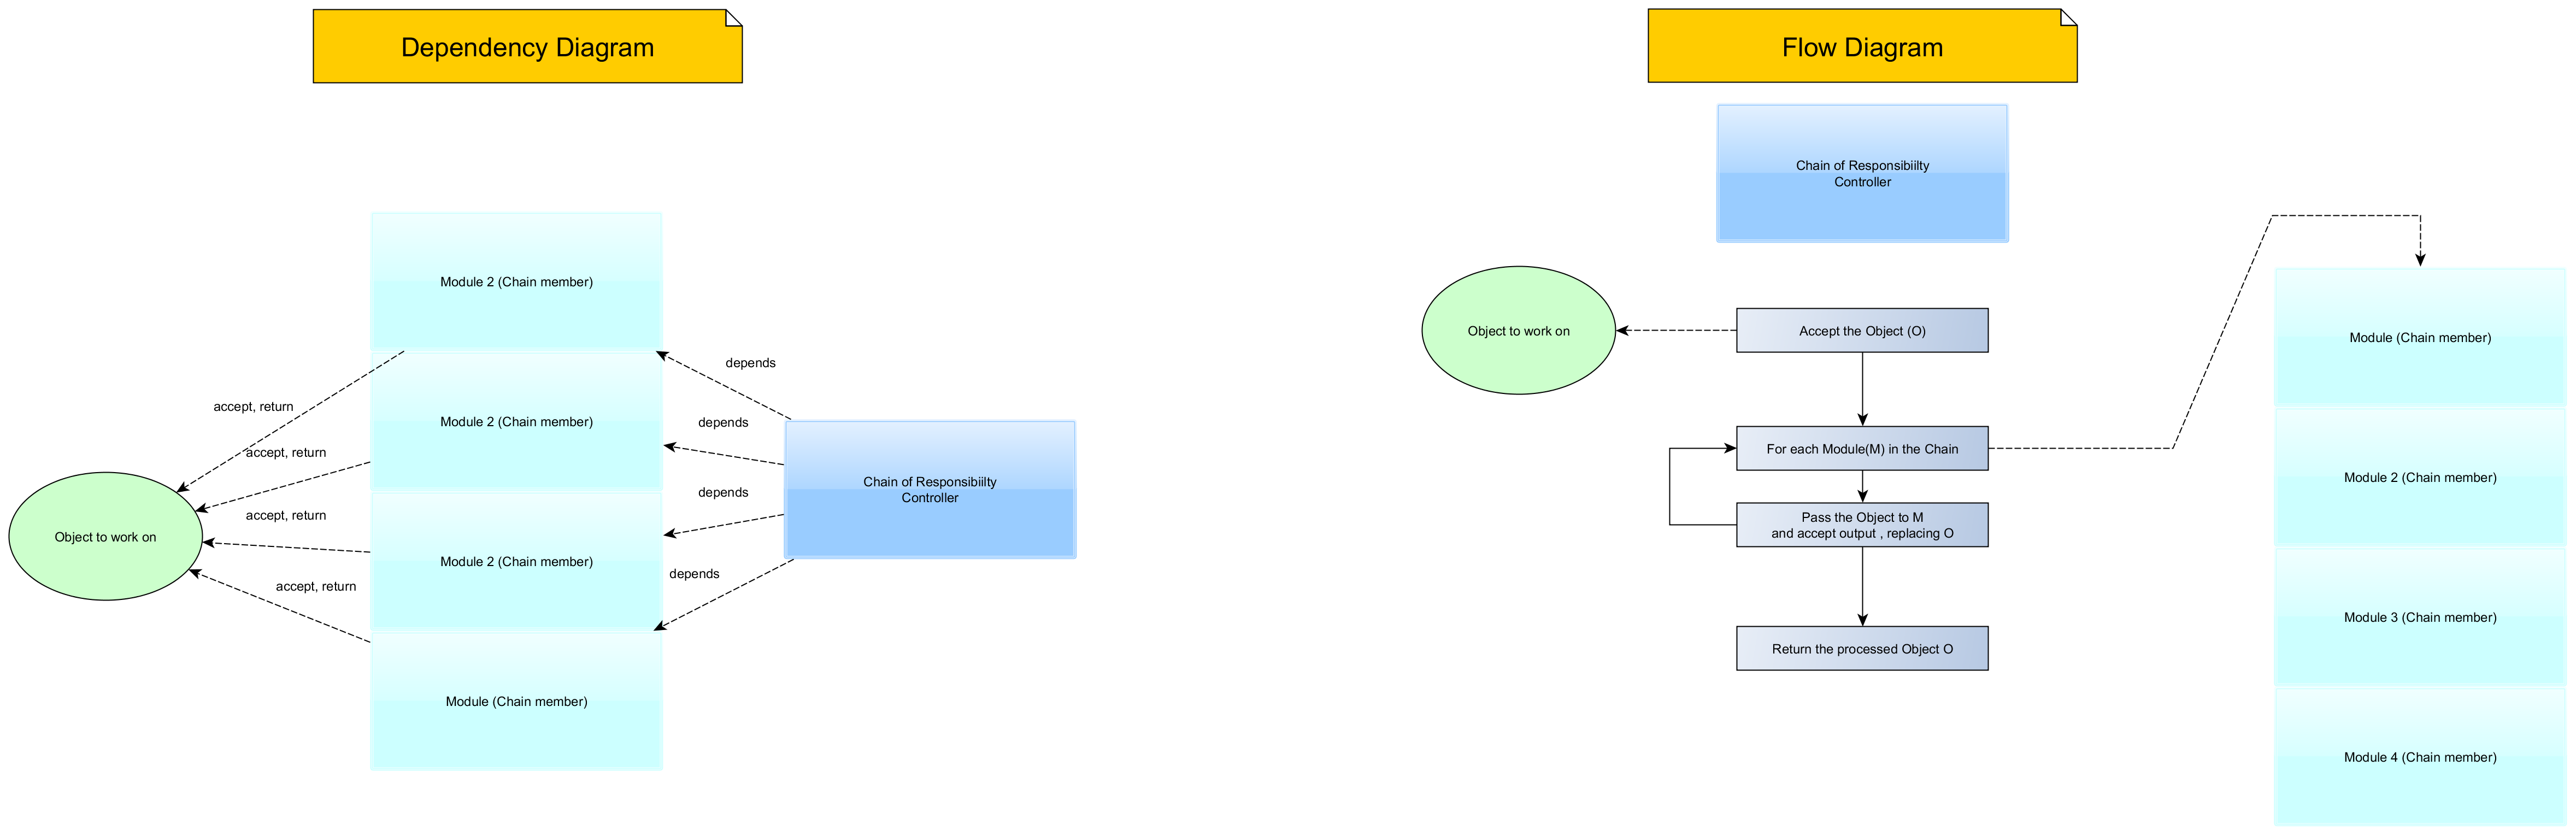 Dependency Diagram
Module 2 (Chain member)
depends
accept, return
Module 2 (Chain member)
depends
accept, return
Chain of Responsibiilty
Controller
depends
accept, return
Object to work on
Module 2 (Chain member)
depends
accept, return
Module (Chain member)
Flow Diagram
Chain of Responsibiilty
Controller
Object to work on
Accept the Object (O)
Module (Chain member)
For each Module(M) in the Chain
Module 2 (Chain member)
Pass the Object to M
and accept output , replacing O
Module 3 (Chain member)
Return the processed Object O
Module 4 (Chain member)